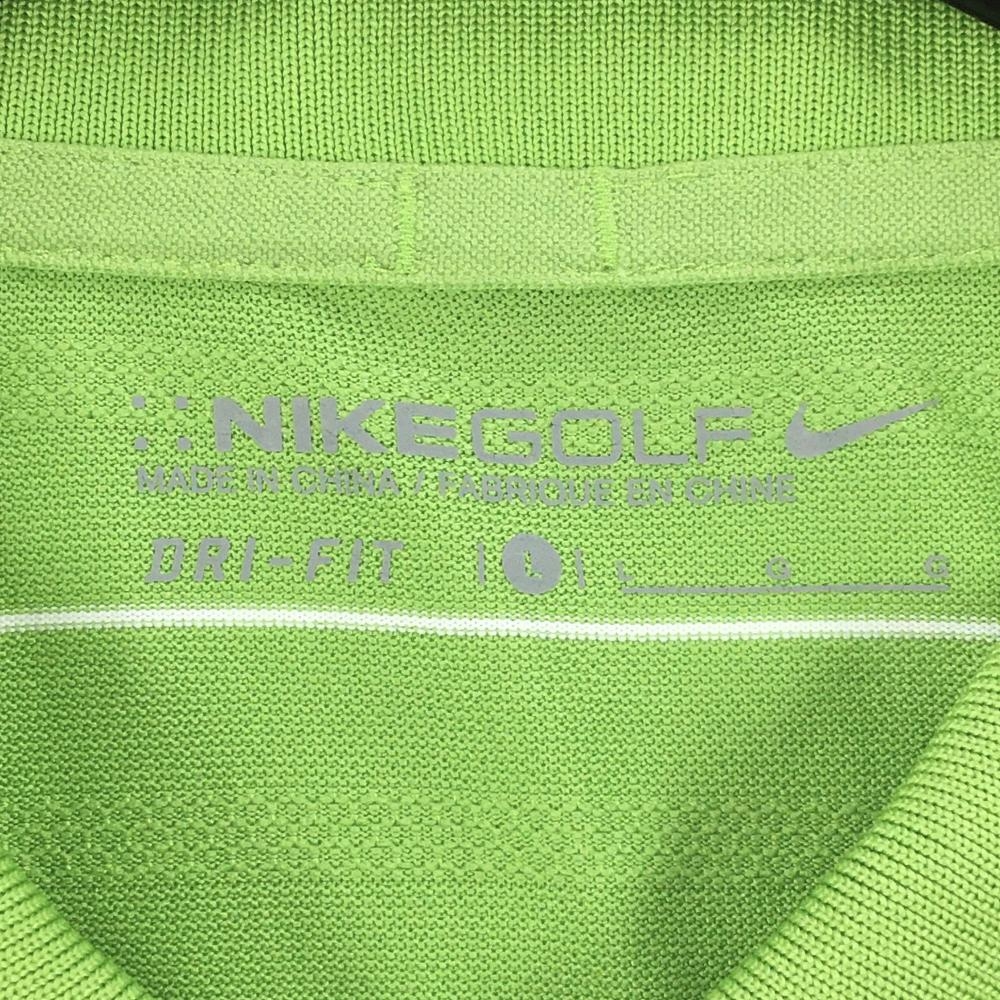 NIKEGOLF
MADE IN CHINA / FABRIQUE EN CHINE
DRI-FIT | L | L G G